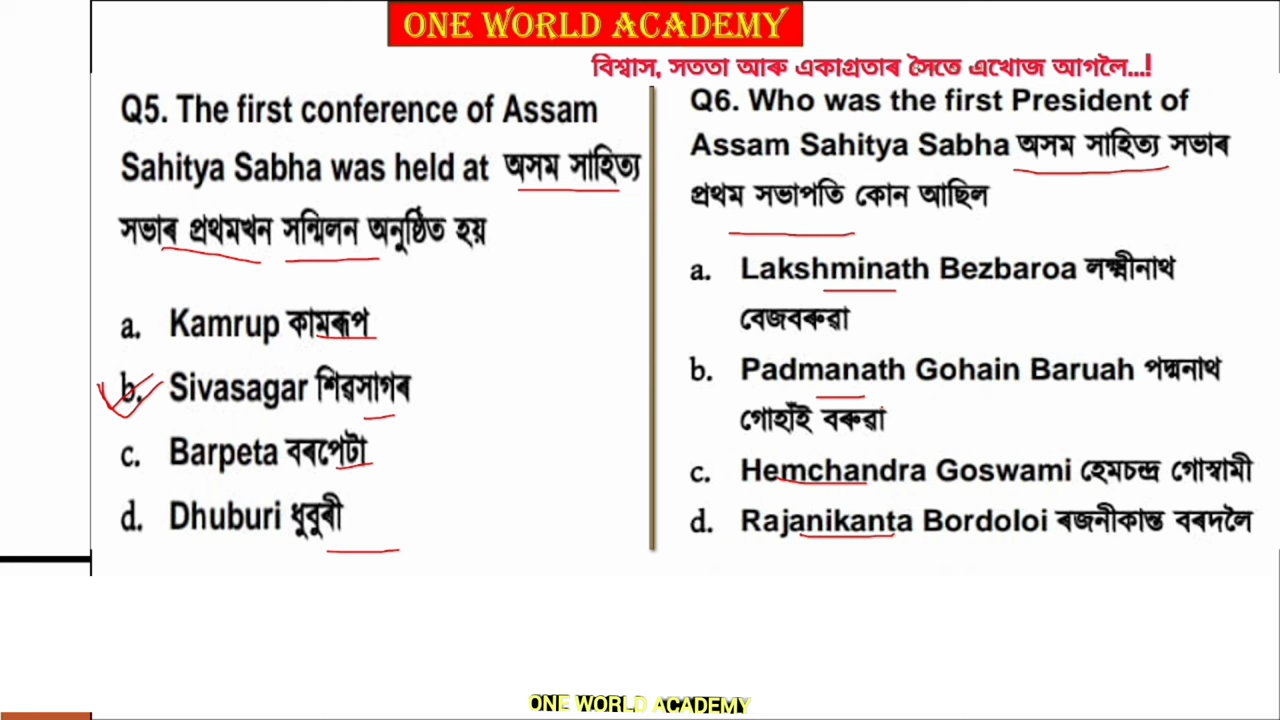 ONE WORLD ACADEMY
বিশ্বাস, সততা আৰু একাগ্ৰতাৰ সৈতে এখোজ আগলৈ...!
Q5. The first conference of Assam
Sahitya Sabha was held at অসম সাহিত্য
সভাৰ প্ৰথমখন সন্মিলন অনুষ্ঠিত হয়
a. Kamrup কামৰূপ
b. Sivasagar শিৱসাগৰ
c. Barpeta বৰপেটা
d. Dhuburi ধুবুৰী
Q6. Who was the first President of
Assam Sahitya Sabha অসম সাহিত্য সভাৰ
প্ৰথম সভাপতি কোন আছিল
a. Lakshminath Bezbaroa লক্ষ্মীনাথ
বেজবৰুৱা
b. Padmanath Gohain Baruah পদ্মনাথ
গোহাঁই বৰুৱা
c. Hemchandra Goswami হেমচন্দ্ৰ গোস্বামী
d. Rajanikanta Bordoloi ৰজনীকান্ত বৰদলৈ
ONE WORLD ACADEMY